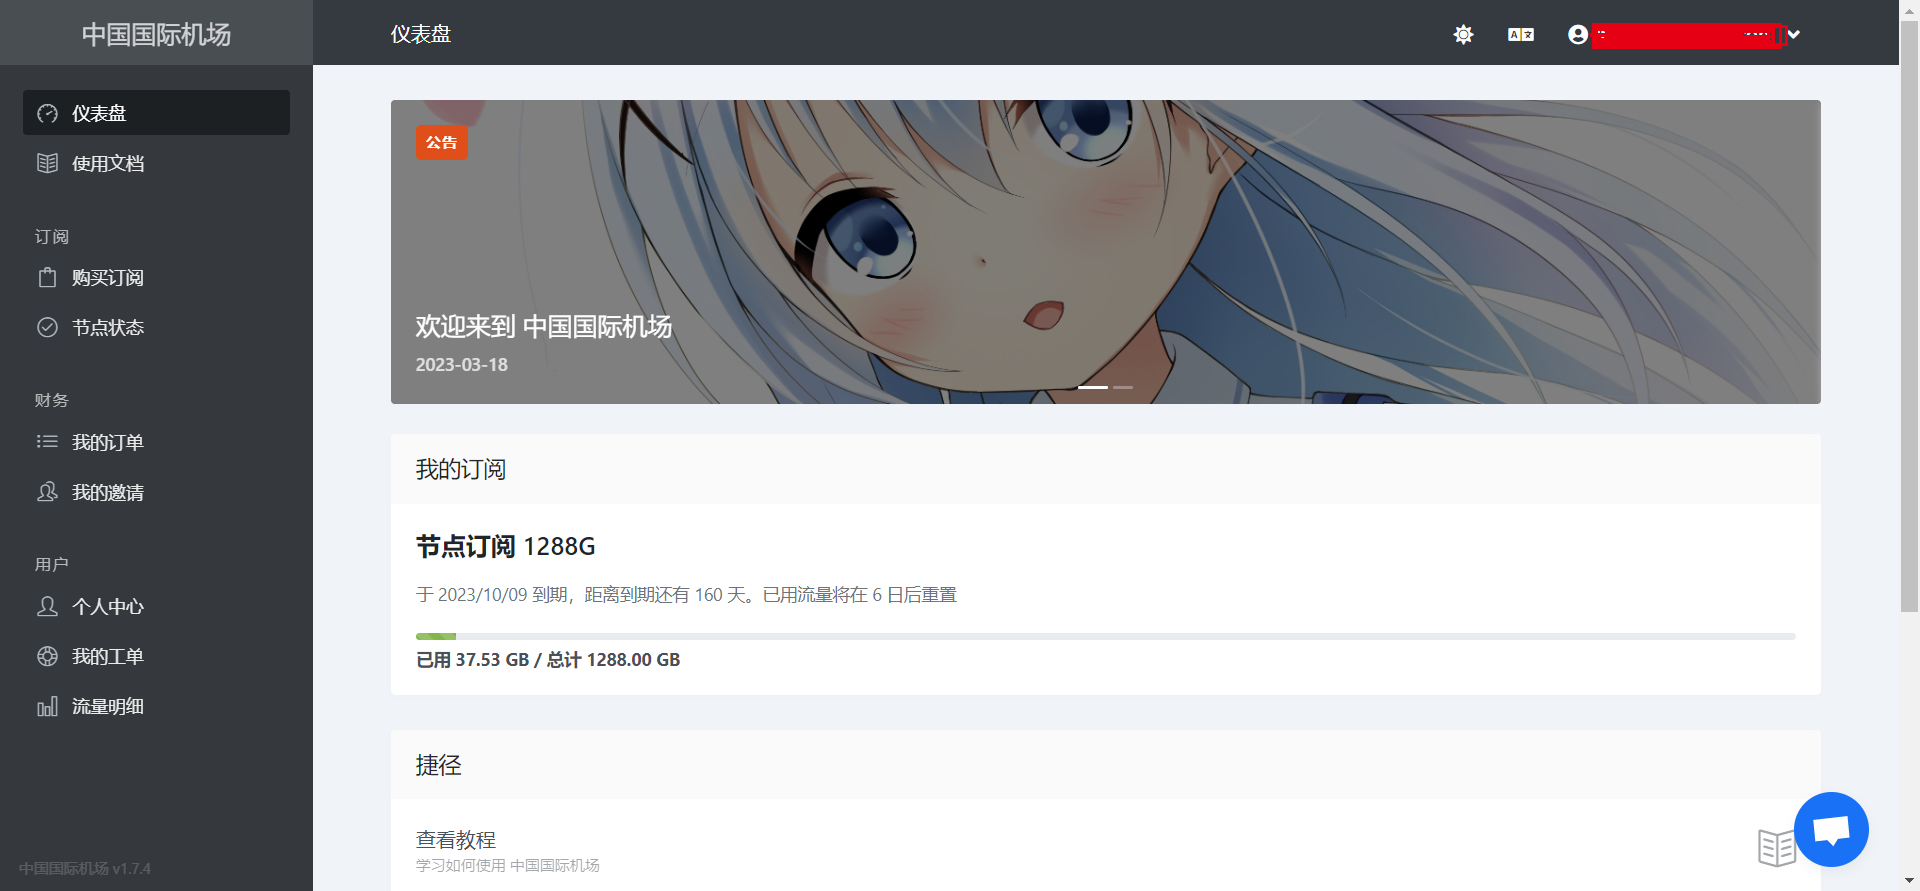 中国国际机场
仪表盘
仪表盘
使用文档
订阅
购买订阅
节点状态
财务
我的订单
我的邀请
用户
个人中心
我的工单
流量明细
中国国际机场 v1.7.4
公告
欢迎来到 中国国际机场
2023-03-18
我的订阅
节点订阅 1288G
于 2023/10/09 到期，距离到期还有 160 天。已用流量将在 6 日后重置
已用 37.53 GB / 总计 1288.00 GB
捷径
查看教程
学习如何使用 中国国际机场